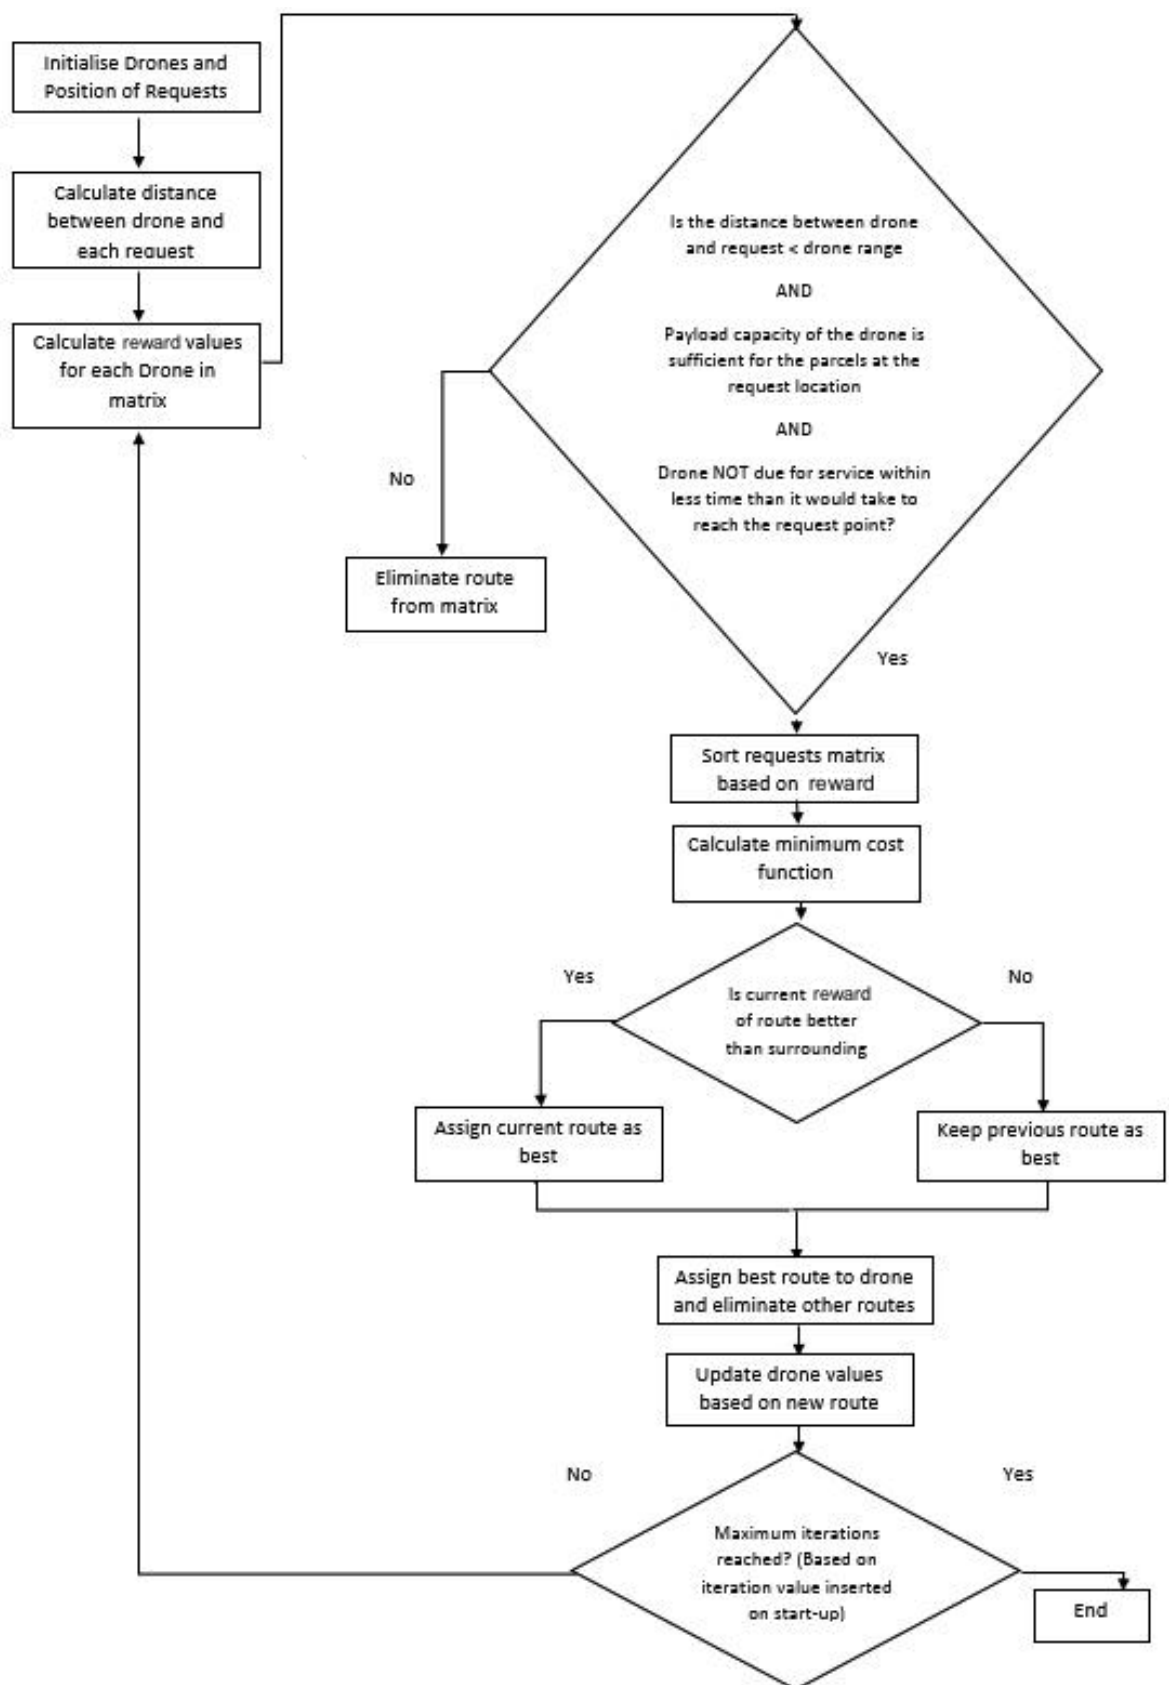 Initialise Drones and
Position of Requests
Calculate distance
between drone and
each request
Calculate reward values
for each Drone in
matrix
Is the distance between drone
and request < drone range
AND
Payload capacity of the drone is
sufficient for the parcels at the
request location
AND
Drone NOT due for service within
less time than it would take to
reach the request point?
No
Eliminate route
from matrix
Yes
Sort requests matrix
based on reward
Calculate minimum cost
function
Yes
No
Is current reward
of route better
than surrounding
Assign current route as
best
Keep previous route as
best
Assign best route to drone
and eliminate other routes
Update drone values
based on new route
No
Yes
Maximum iterations
reached? (Based on
iteration value inserted
on start-up)
End